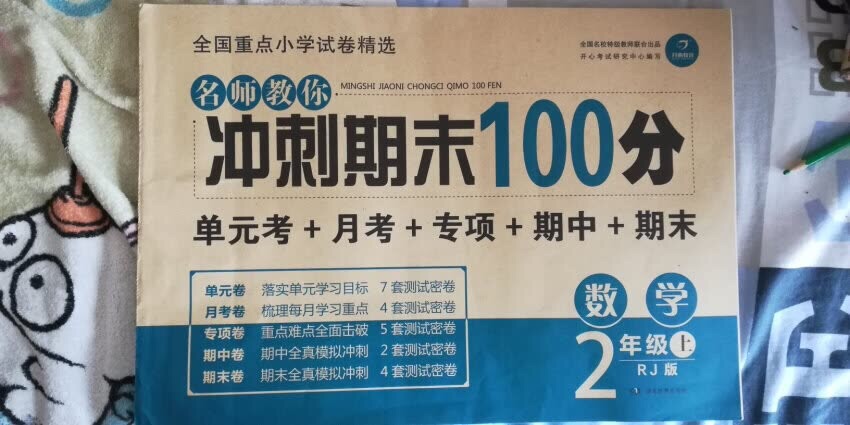 全国重点小学试卷精选
全国名校特级教师联合出品
开心考试研究中心编写
开心教育
名师教你
MINGSHI JIAONI CHONGCI QIMO 100 FEN
冲刺期末100分
单元考+月考+专项+期中+期末
单元卷 落实单元学习目标 7套测试密卷
月考卷 梳理每月学习重点 4套测试密卷
专项卷 重点难点全面击破 5套测试密卷
期中卷 期中全真模拟冲刺 2套测试密卷
期末卷 期末全真模拟冲刺 4套测试密卷
数学
2年级上
RJ版